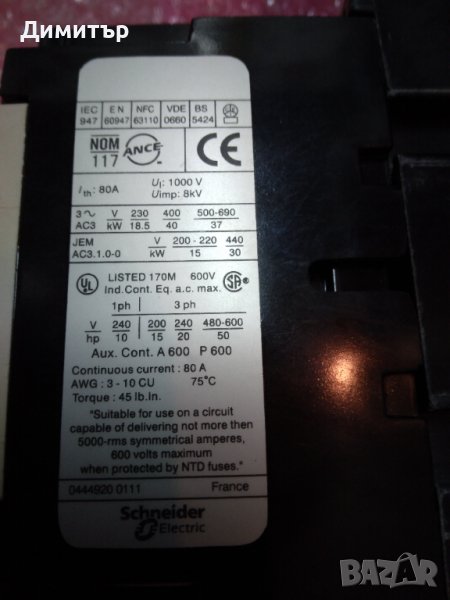 Димитър
IEC EN NFC VDE BS
947 60947 63110 0660 5424
NOM
117 ANCE CE
Ith: 80A Ui: 1000 V
Uimp: 8kV
3~ V 230 400 500-690
AC3 kW 18.5 40 37
JEM V 200 - 220 440
AC3.1.0-0 kW 15 30
UL LISTED 170M 600V SA
Ind.Cont. Eq. a.c. max.
1ph 3 ph
V 240 200 240 480-600
hp 10 15 20 50
Aux. Cont. A 600 P 600
Continuous current : 80 A
AWG : 3 - 10 CU 75°C
Torque : 45 lb.in.
"Suitable for use on a circuit
capable of delivering not more then
5000-rms symmetrical amperes,
600 volts maximum
when protected by NTD fuses."
0444920 0111 France
Schneider
Electric
BAZAR